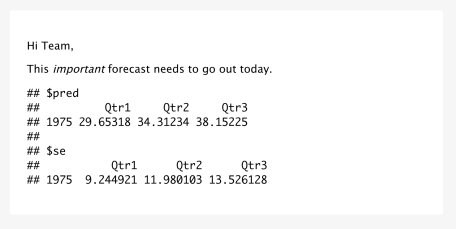 Hi Team,
This important forecast needs to go out today.
## $pred
##          Qtr1     Qtr2     Qtr3
## 1975 29.65318 34.31234 38.15225
##
## $se
##           Qtr1      Qtr2      Qtr3
## 1975  9.244921 11.980103 13.526128